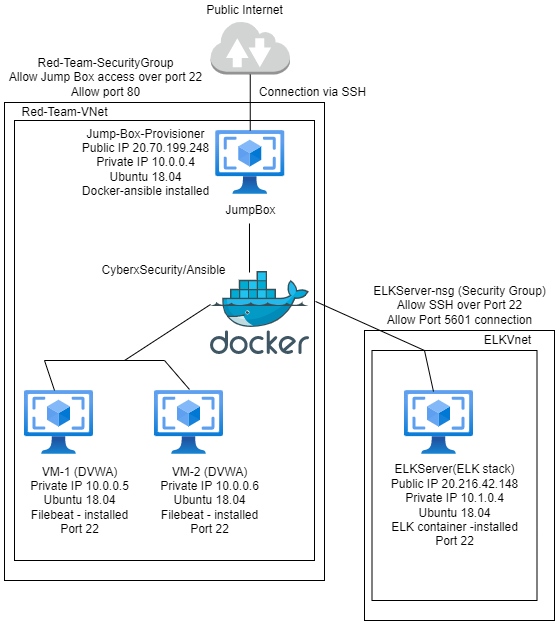 Public Internet
Red-Team-SecurityGroup
Allow Jump Box access over port 22
Allow port 80
Connection via SSH
Red-Team-VNet
Jump-Box-Provisioner
Public IP 20.70.199.248
Private IP 10.0.0.4
Ubuntu 18.04
Docker-ansible installed
JumpBox
CyberxSecurity/Ansible
docker
ELKServer-nsg (Security Group)
Allow SSH over Port 22
Allow Port 5601 connection
ELKVnet
VM-1 (DVWA)
Private IP 10.0.0.5
Ubuntu 18.04
Filebeat - installed
Port 22
VM-2 (DVWA)
Private IP 10.0.0.6
Ubuntu 18.04
Filebeat - installed
Port 22
ELKServer(ELK stack)
Public IP 20.216.42.148
Private IP 10.1.0.4
Ubuntu 18.04
ELK container -installed
Port 22